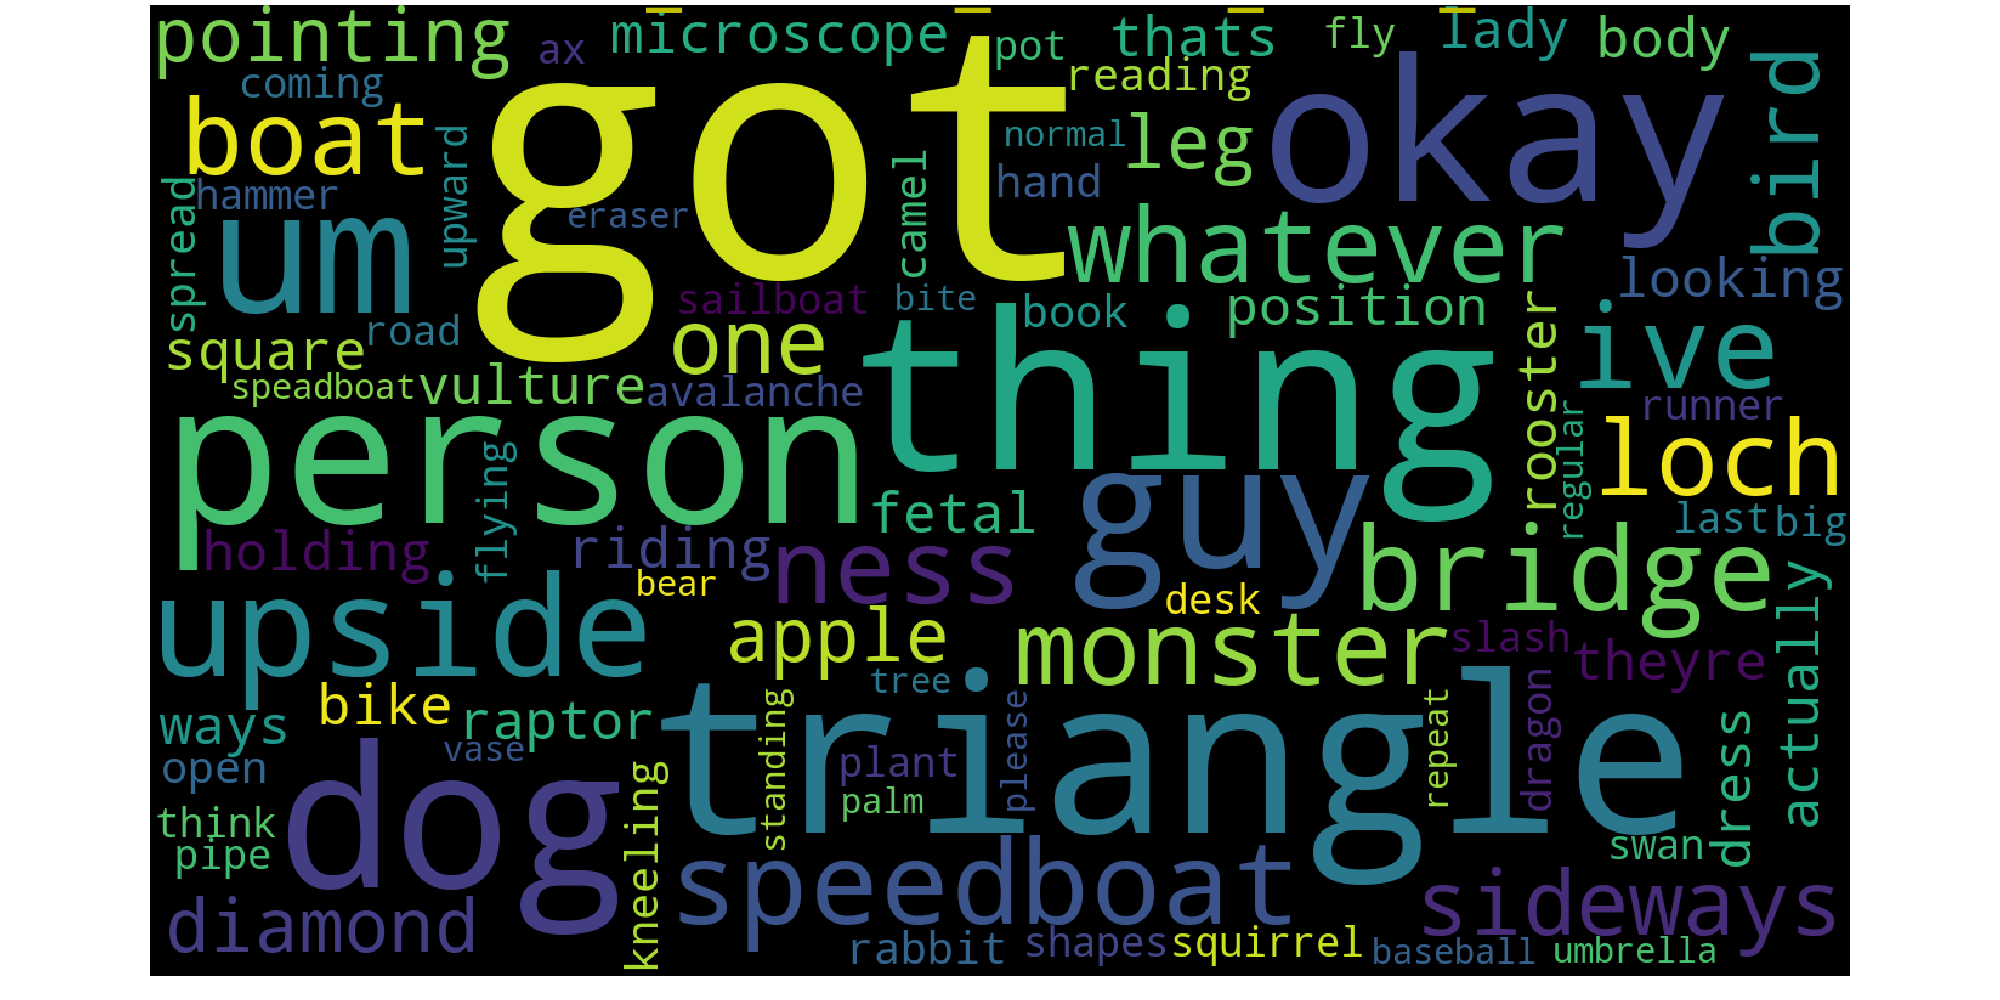 pointing
ax
microscope
pot
thats
fly
lady
body
coming
got
reading
okay
bird
boat
upward
normal
leg
hammer
eraser
camel
hand
spread
um
whatever
looking
sailboat
bite
book
position
rooster
ive
square
road
one
thing
speadboat
vulture
avalanche
regular
runner
person
flying
fetal
guy
loch
last
big
holding
riding
ness
bridge
bear
desk
upside
apple
monster
slash
theyre
actually
tree
bike
raptor
standing
please
triangle
repeat
dragon
dress
ways
vase
plant
open
dog
palm
think
kneeling
swan
pipe
speedboat
diamond
sideways
rabbit
shapes
squirrel
baseball
umbrella